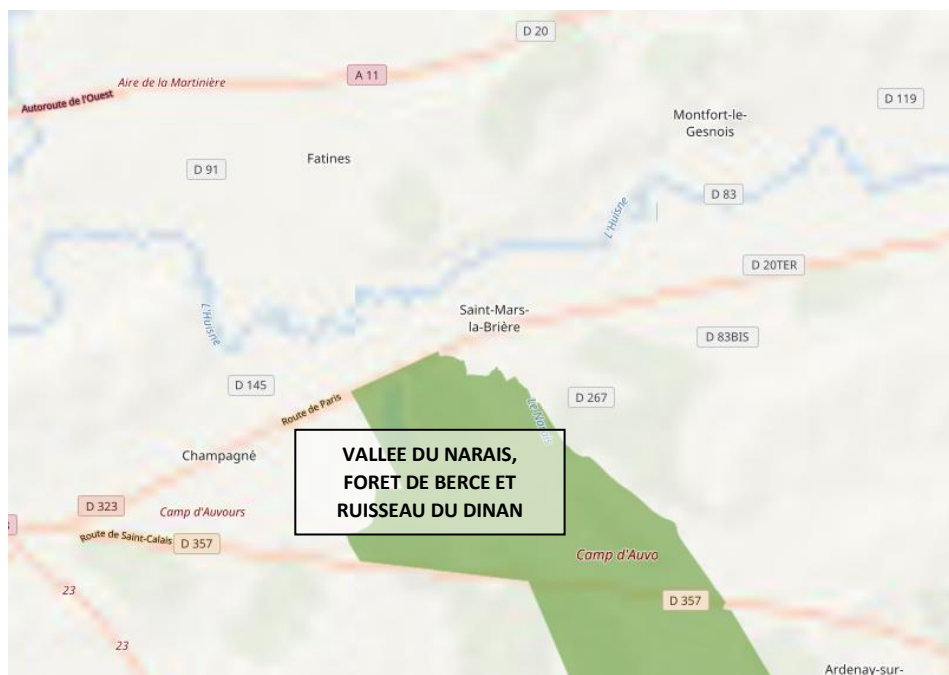 D 20
A 11
Aire de la Martinière
Autoroute de l'Ouest
D 119
Montfort-le-
Gesnois
Fatines
D 91
D 83
L'Huisne
D 20TER
L'Huisne
Saint-Mars-
la-Brière
D 83BIS
D 145
D 267
Route de Paris
Champagné
VALLEE DU NARAIS,
FORET DE BERCE ET
RUISSEAU DU DINAN
D 323
Camp d'Auvours
Route de Saint-Calais
D 357
Camp d'Auvo
23
D 357
23
Ardenay-sur-